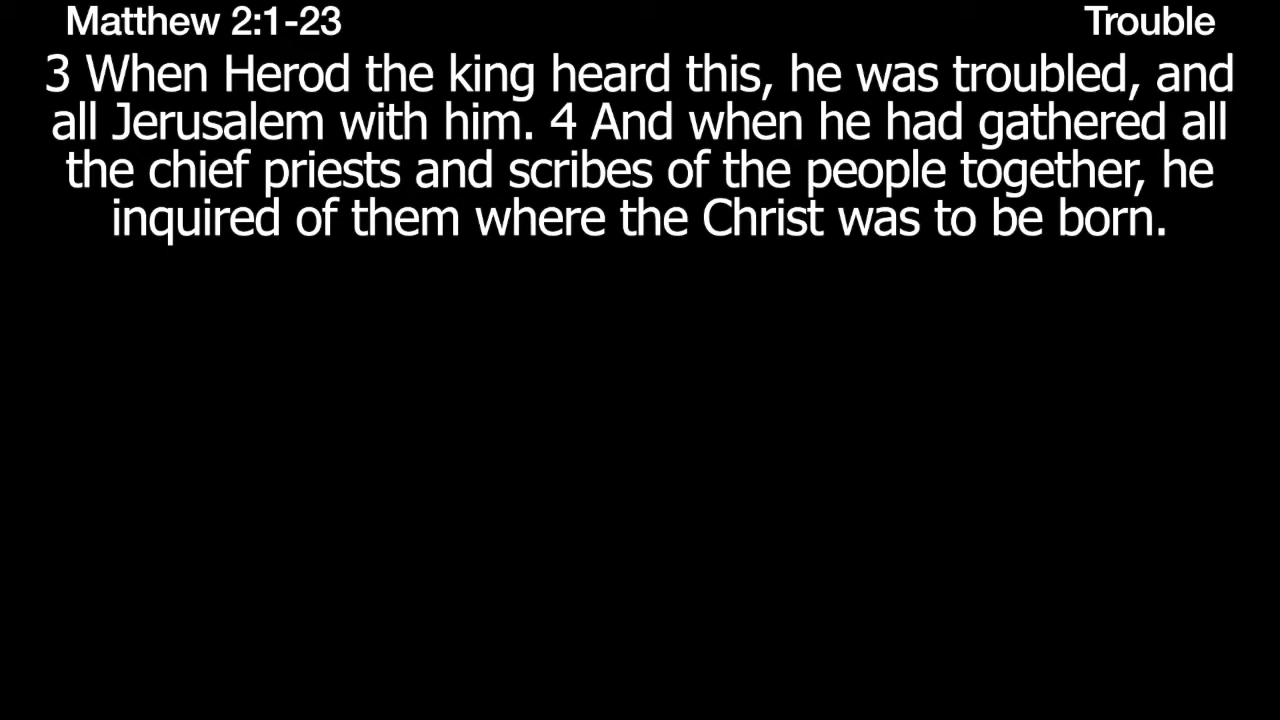 Matthew 2:1-23 Trouble
3 When Herod the king heard this, he was troubled, and
all Jerusalem with him. 4 And when he had gathered all
the chief priests and scribes of the people together, he
inquired of them where the Christ was to be born.